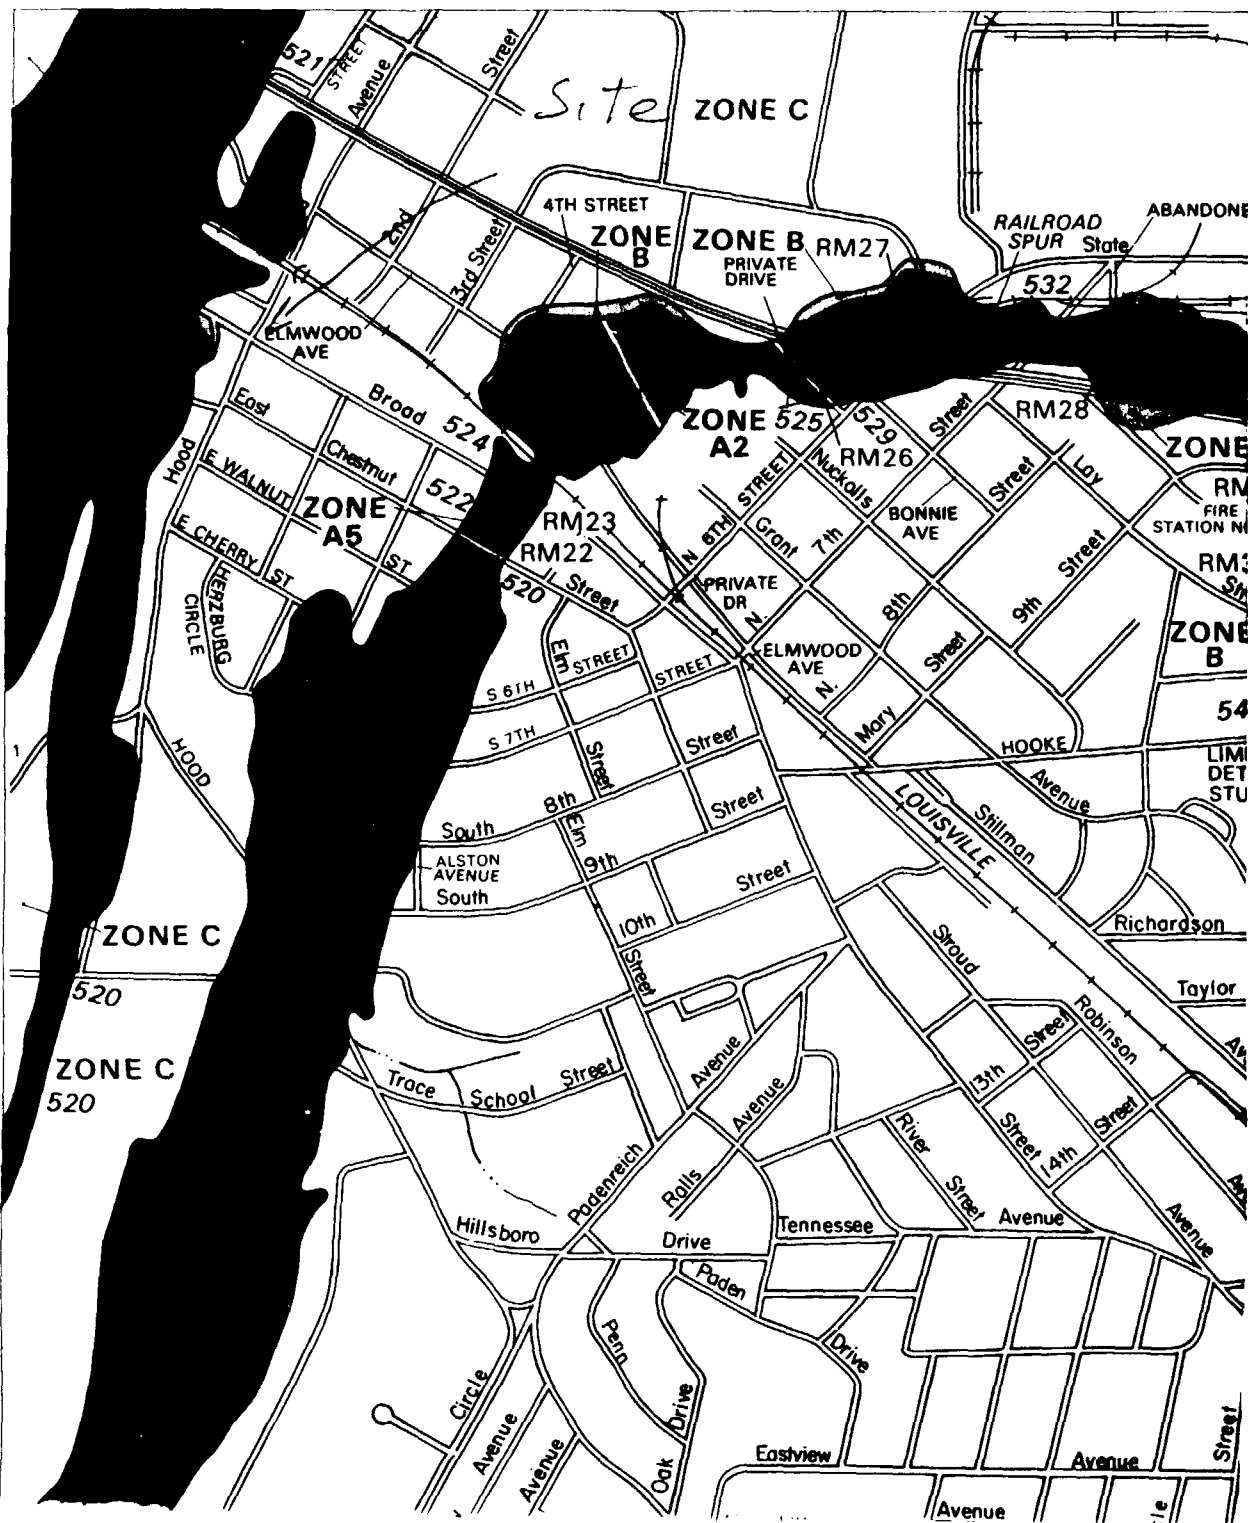 521
STREET
Avenue
Street
Site
ZONE C
4TH STREET
ZONE
B
ZONE B
RM27
PRIVATE
DRIVE
RAILROAD
SPUR
State
ABANDONE
532
2nd
3rd Street
ELMWOOD
AVE
Broad
524
East
Chestnut
522
Hood
E WALNUT
ST
ZONE
A5
E CHERRY
ST
HERZBURG
CIRCLE
ZONE
A2
525
529
Street
RM28
RM26
ZONE
RM
FIRE
STATION N
RM3
Str
ZONE
B
54
LIMI
DET
STU
RM23
RM22
520
Street
N 6TH STREET
Nuckolls
Grant
7th
Street
Lay
BONNIE
AVE
Street
8th
9th
PRIVATE
DR
N.
ELMWOOD
AVE
N.
Street
Mary
HOOKE
Avenue
LOUISVILLE
Stillman
Elm
STREET
S 6TH
STREET
S 7TH
Street
Street
8th
South
Elm
Street
ALSTON
AVENUE
9th
South
Street
10th
Street
HOOD
1
ZONE C
520
ZONE C
520
Richardson
Taylor
Stroud
Robinson
Street
13th
Street
14th
Street
Avenue
Trace
School
Street
Avenue
Avenue
River
Street
Padenreich
Ralls
Hillsboro
Drive
Tennessee
Avenue
Paden
Drive
Penn
Circle
Avenue
Avenue
Oak
Drive
Eastview
Avenue
Street
Avenue